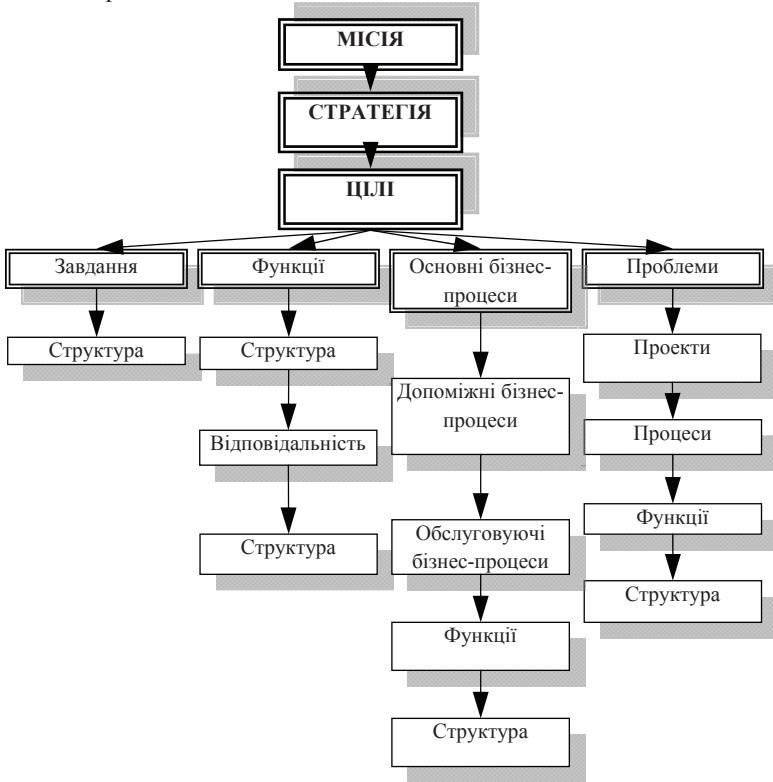 МІСІЯ
СТРАТЕГІЯ
ЦІЛІ
Завдання
Функції
Основні бізнес-
процеси
Проблеми
Структура
Структура
Проекти
Допоміжні бізнес-
процеси
Відповідальність
Процеси
Структура
Обслуговуючі
бізнес-процеси
Функції
Структура
Функції
Структура